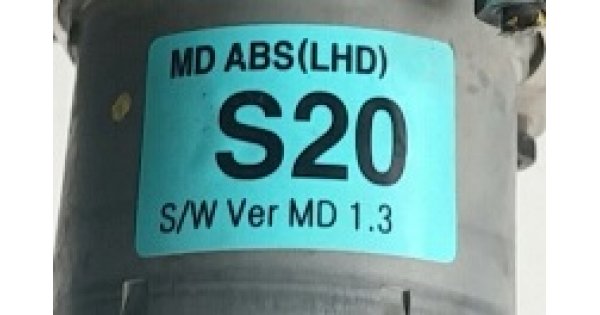 MD ABS(LHD)
S20
S/W Ver MD 1.3